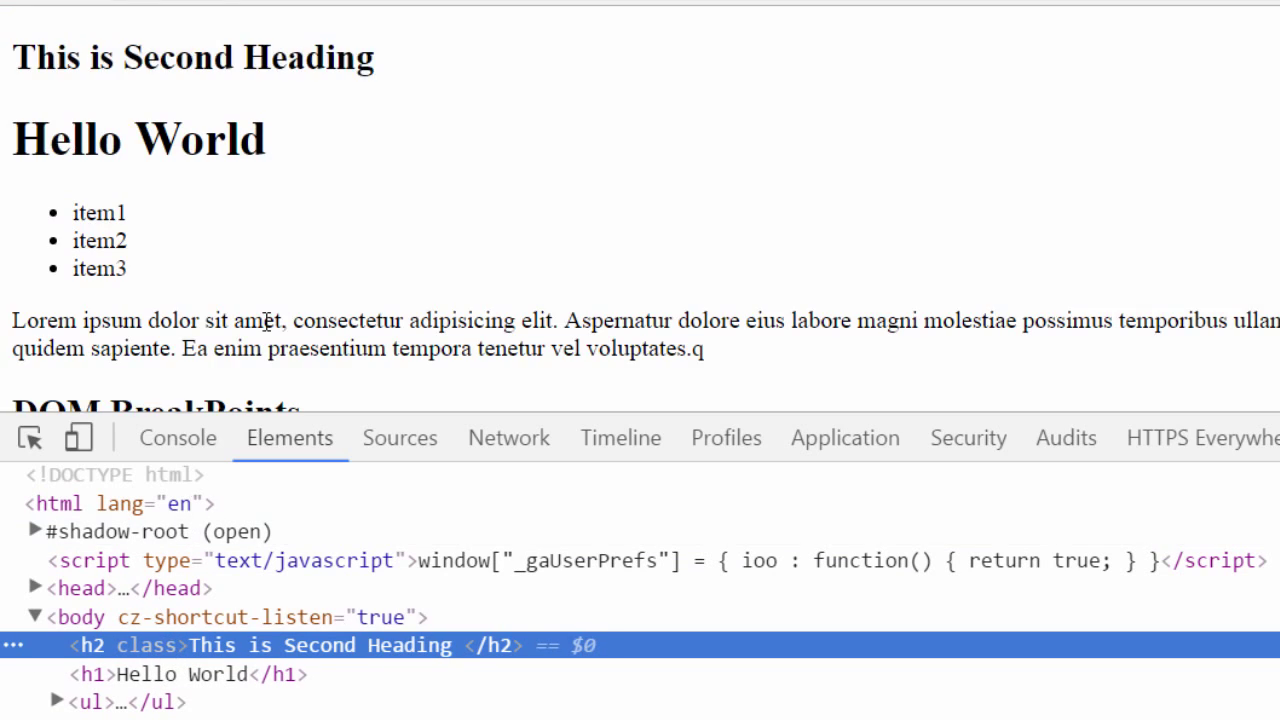 This is Second Heading
Hello World
• item1
• item2
• item3
Lorem ipsum dolor sit amet, consectetur adipisicing elit. Aspernatur dolore eius labore magni molestiae possimus temporibus ullan
quidem sapiente. Ea enim praesentium tempora tenetur vel voluptates.q
DOM BreakPoints
Console Elements Sources Network Timeline Profiles Application Security Audits HTTPS Everywhe
<!DOCTYPE html>
<html lang="en">
▶#shadow-root (open)
<script type="text/javascript">window["_gaUserPrefs"] = { ioo : function() { return true; } }</script>
▶<head>…</head>
▼<body cz-shortcut-listen="true">
••• <h2 class>This is Second Heading </h2> == $0
<h1>Hello World</h1>
▶<ul>…</ul>